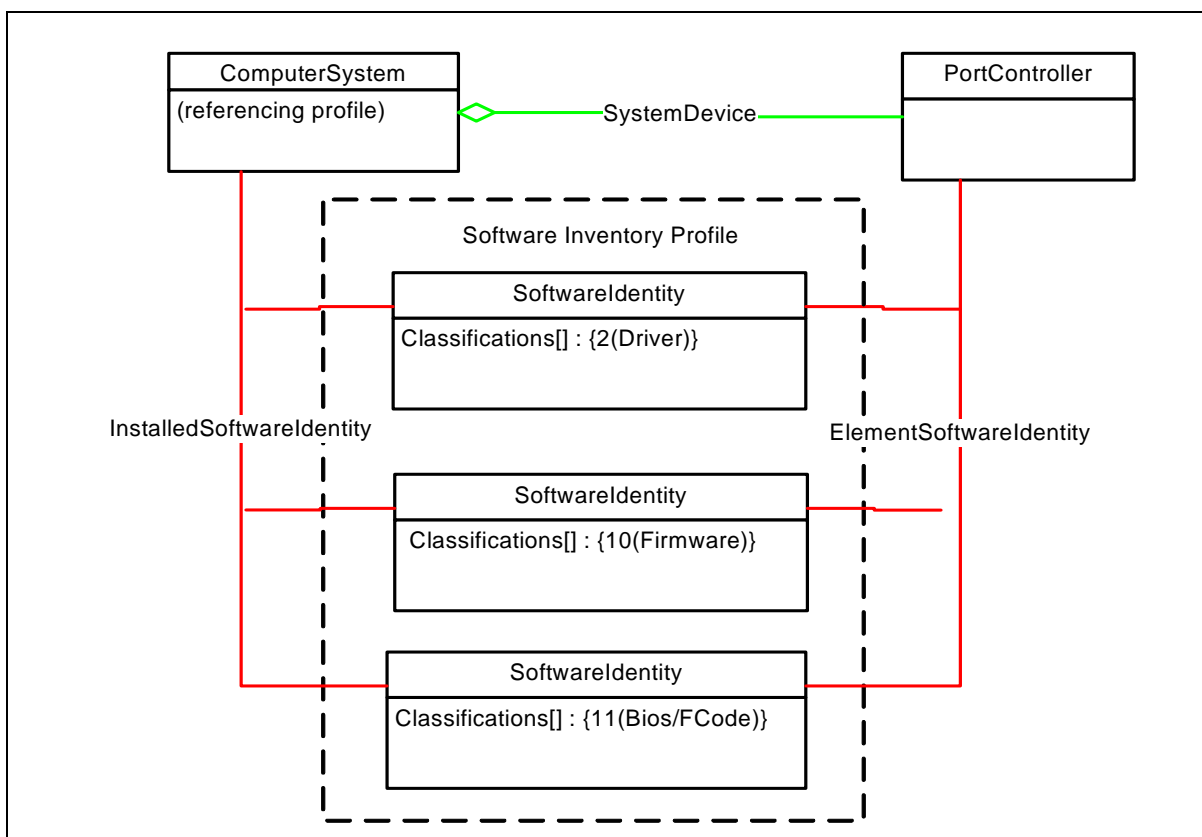 ComputerSystem
(referencing profile)
SystemDevice
PortController
Software Inventory Profile
SoftwareIdentity
Classifications[] : {2(Driver)}
InstalledSoftwareIdentity
ElementSoftwareIdentity
SoftwareIdentity
Classifications[] : {10(Firmware)}
SoftwareIdentity
Classifications[] : {11(Bios/FCode)}